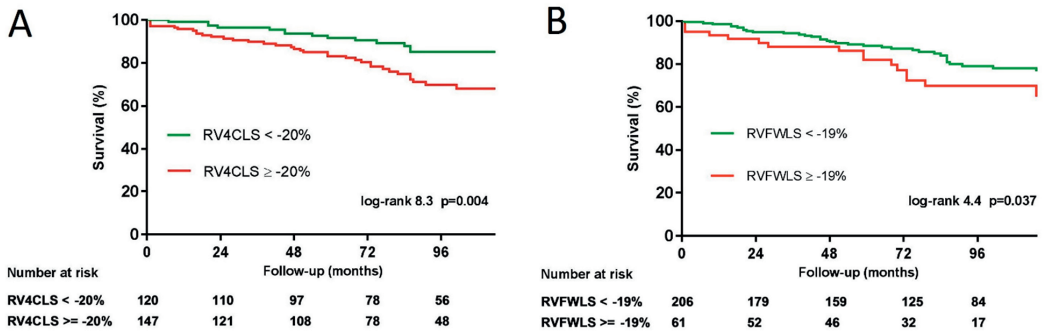 A
100
80
60
40
20
0
Survival (%)
RV4CLS < -20%
RV4CLS ≥ -20%
log-rank 8.3 p=0.004
0 24 48 72 96
Follow-up (months)
Number at risk
RV4CLS < -20% 120 110 97 78 56
RV4CLS >= -20% 147 121 108 78 48
B
100
80
60
40
20
0
Survival (%)
RVFWLS < -19%
RVFWLS ≥ -19%
log-rank 4.4 p=0.037
0 24 48 72 96
Follow-up (months)
Number at risk
RVFWLS < -19% 206 179 159 125 84
RVFWLS >= -19% 61 52 46 32 17